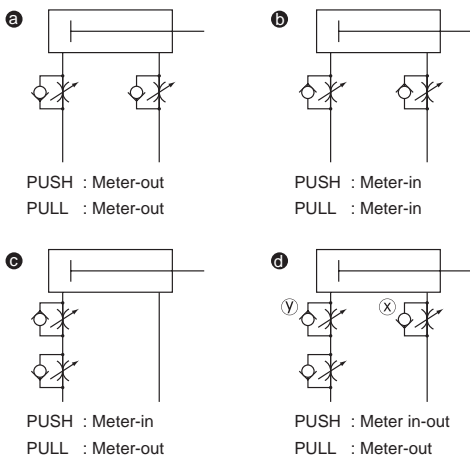 a
PUSH : Meter-out
PULL : Meter-out
b
PUSH : Meter-in
PULL : Meter-in
c
PUSH : Meter-in
PULL : Meter-out
d
y
x
PUSH : Meter in-out
PULL : Meter-out